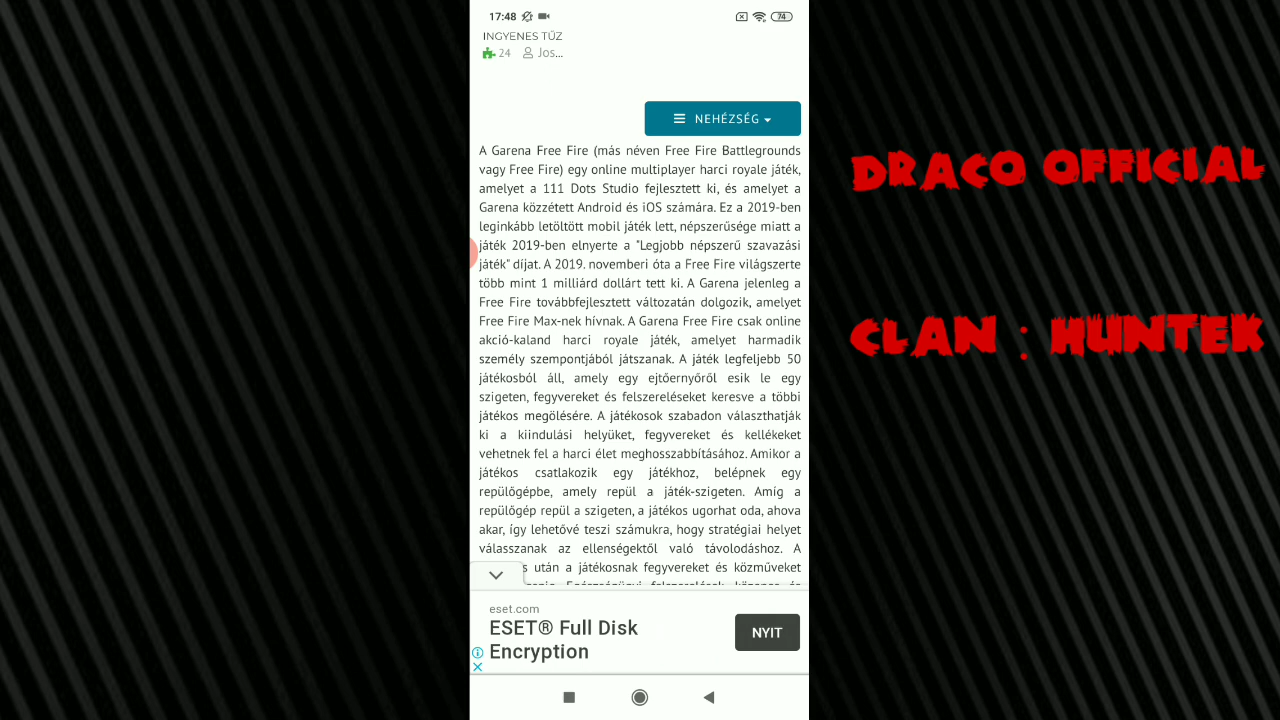 17:48
74
INGYENES TŰZ
24 Jos...
NEHÉZSÉG
A Garena Free Fire (más néven Free Fire Battlegrounds
vagy Free Fire) egy online multiplayer harci royale játék,
amelyet a 111 Dots Studio fejlesztett ki, és amelyet a
Garena közzétett Android és iOS számára. Ez a 2019-ben
leginkább letöltött mobil játék lett, népszerűsége miatt a
játék 2019-ben elnyerte a "Legjobb népszerű szavazási
játék" díjat. A 2019. novemberi óta a Free Fire világszerte
több mint 1 milliárd dollárt tett ki. A Garena jelenleg a
Free Fire továbbfejlesztett változatán dolgozik, amelyet
Free Fire Max-nek hívnak. A Garena Free Fire csak online
akció-kaland harci royale játék, amelyet harmadik
személy szempontjából játszanak. A játék legfeljebb 50
játékosból áll, amely egy ejtőernyőről esik le egy
szigeten, fegyvereket és felszereléseket keresve a többi
játékos megölésére. A játékosok szabadon választhatják
ki a kiindulási helyüket, fegyvereket és kellékeket
vehetnek fel a harci élet meghosszabbításához. Amikor a
játékos csatlakozik egy játékhoz, belépnek egy
repülőgépbe, amely repül a játék-szigeten. Amíg a
repülőgép repül a szigeten, a játékos ugorhat oda, ahova
akar, így lehetővé teszi számukra, hogy stratégiai helyet
válasszanak az ellenségektől való távolodáshoz. A
után a játékosnak fegyvereket és közműveket
eset.com
ESET® Full Disk
Encryption
NYIT
DRACO OFFICIAL
CLAN : HUNTEK